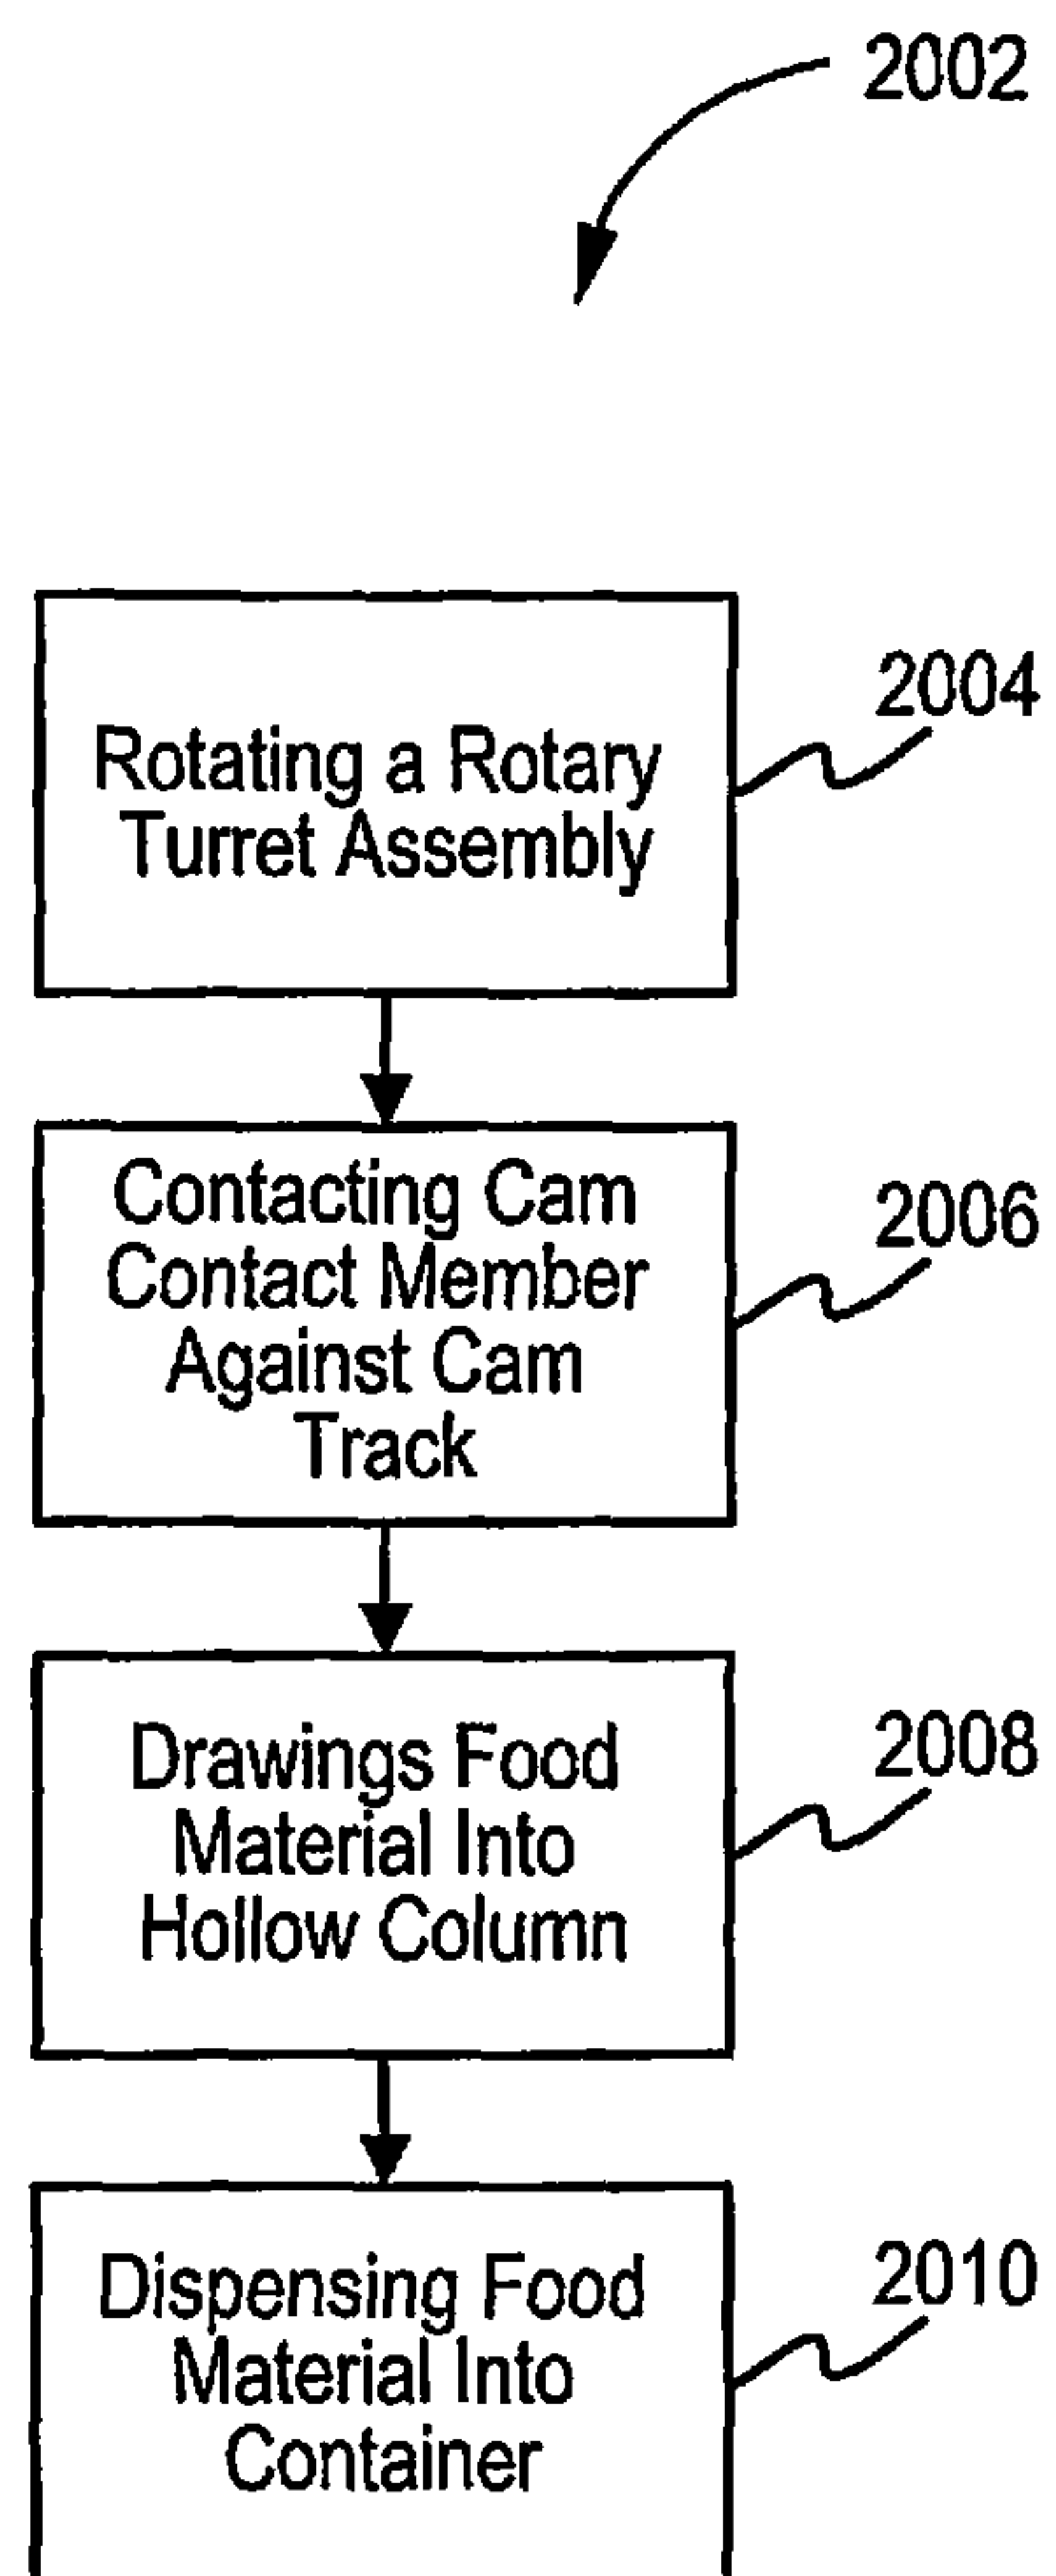 2002
Rotating a Rotary
Turret Assembly
2004
Contacting Cam
Contact Member
Against Cam
Track
2006
Drawings Food
Material Into
Hollow Column
2008
Dispensing Food
Material Into
Container
2010